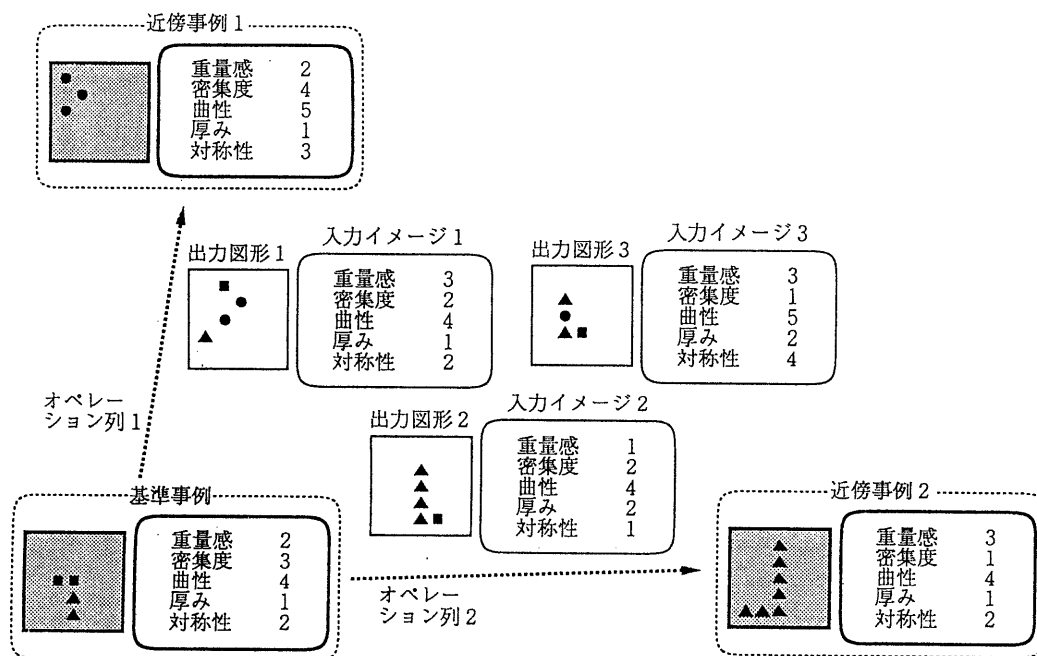 近傍事例1
重量感 2
密集度 4
曲性 5
厚み 1
対称性 3
出力図形1
入力イメージ1
重量感 3
密集度 2
曲性 4
厚み 1
対称性 2
出力図形3
入力イメージ3
重量感 3
密集度 1
曲性 5
厚み 2
対称性 4
オペレー
ション列1
出力図形2
入力イメージ2
重量感 1
密集度 2
曲性 4
厚み 2
対称性 1
基準事例
重量感 2
密集度 3
曲性 4
厚み 1
対称性 2
オペレー
ション列2
近傍事例2
重量感 3
密集度 1
曲性 4
厚み 1
対称性 2